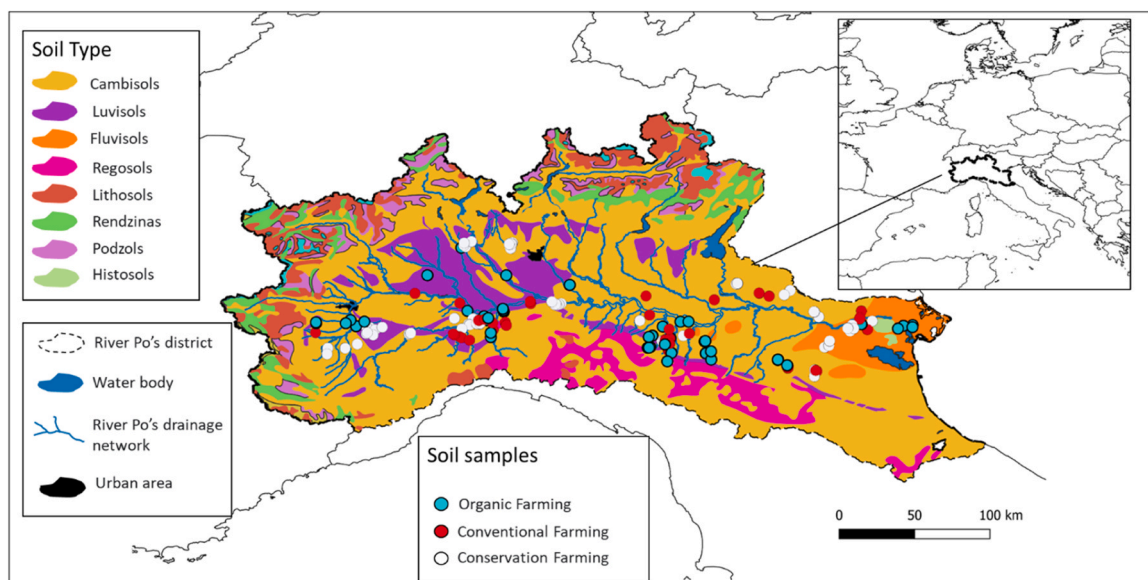 Soil Type
Cambisols
Luvisols
Fluvisols
Regosols
Lithosols
Rendzinas
Podzols
Histosols
River Po's district
Water body
River Po's drainage
network
Urban area
Soil samples
Organic Farming
Conventional Farming
Conservation Farming
0 50 100 km